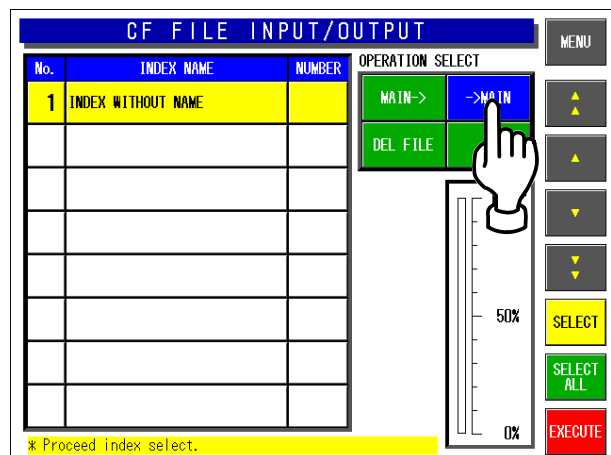 CF FILE INPUT/OUTPUT
MENU
No. INDEX NAME NUMBER
1 INDEX WITHOUT NAME
OPERATION SELECT
MAIN-> ->MAIN
DEL FILE
50%
0%
SELECT
SELECT
ALL
EXECUTE
* Proceed index select.